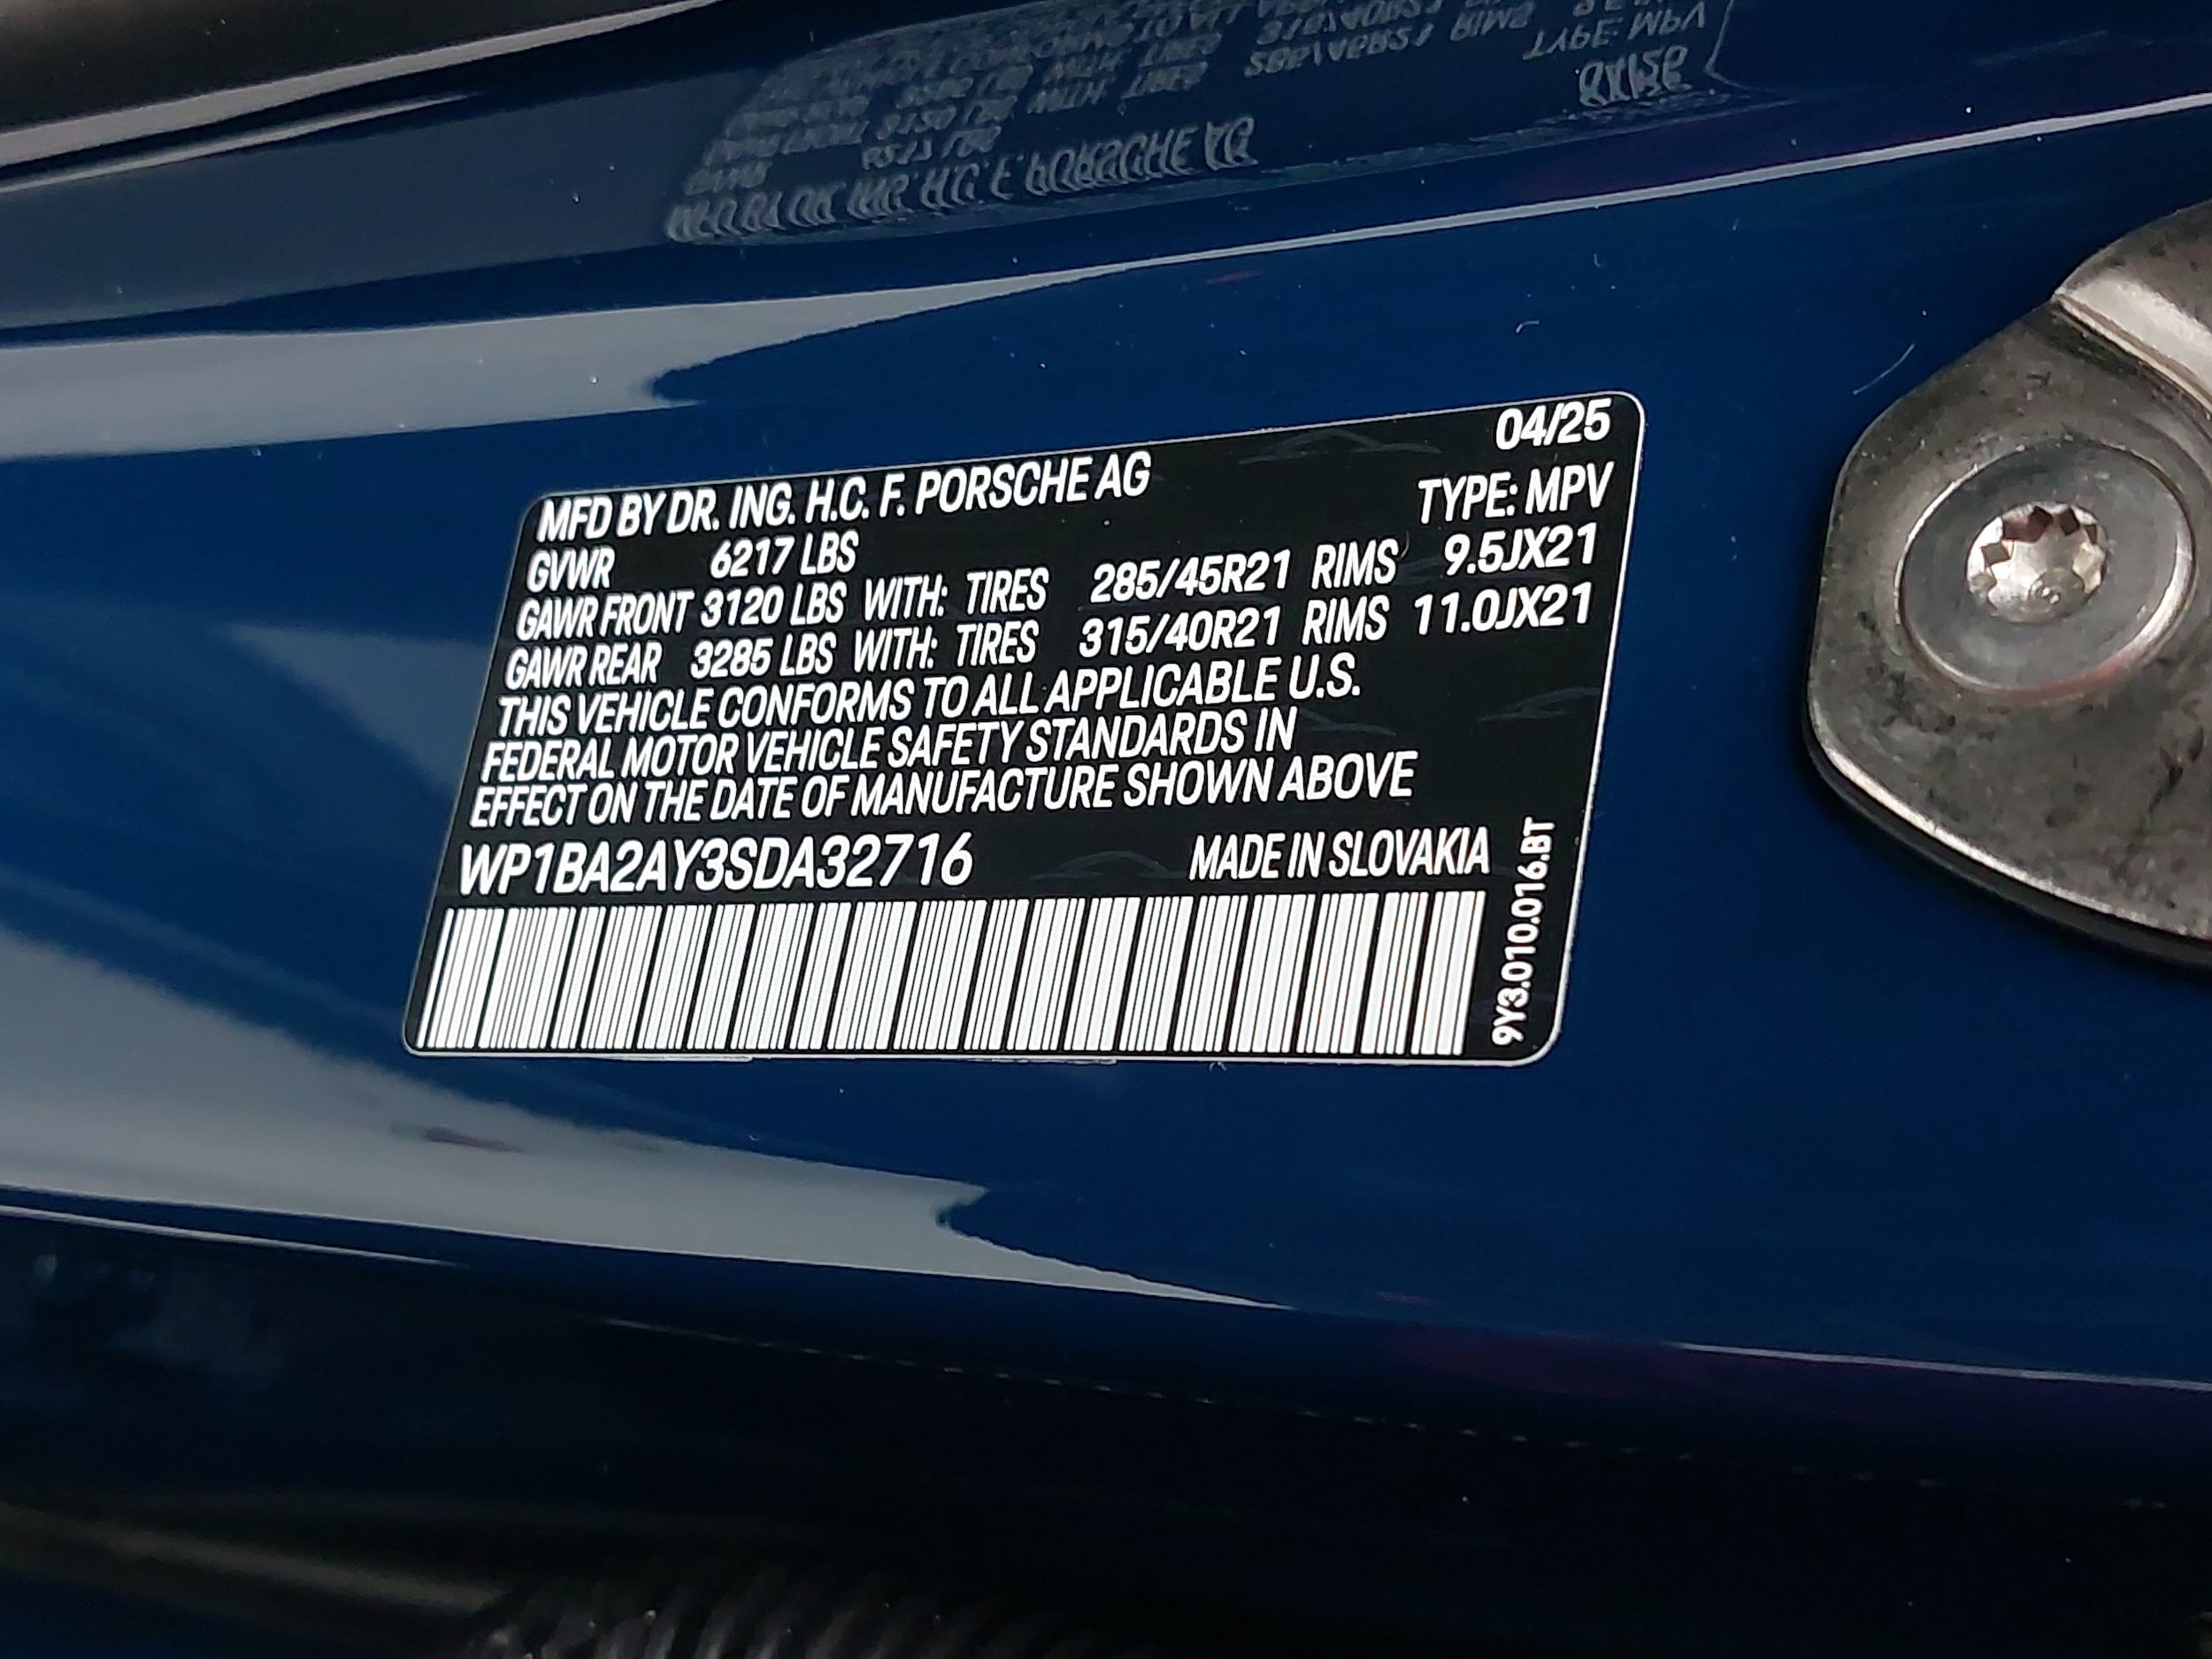 04/25
MFD BY DR. ING. H.C. F. PORSCHE AG TYPE: MPV
GVWR 6217 LBS
GAWR FRONT 3120 LBS WITH: TIRES 285/45R21 RIMS 9.5JX21
GAWR REAR 3285 LBS WITH: TIRES 315/40R21 RIMS 11.0JX21
THIS VEHICLE CONFORMS TO ALL APPLICABLE U.S.
FEDERAL MOTOR VEHICLE SAFETY STANDARDS IN
EFFECT ON THE DATE OF MANUFACTURE SHOWN ABOVE
WP1BA2AY3SDA32716 MADE IN SLOVAKIA
9Y3.010.016.BT